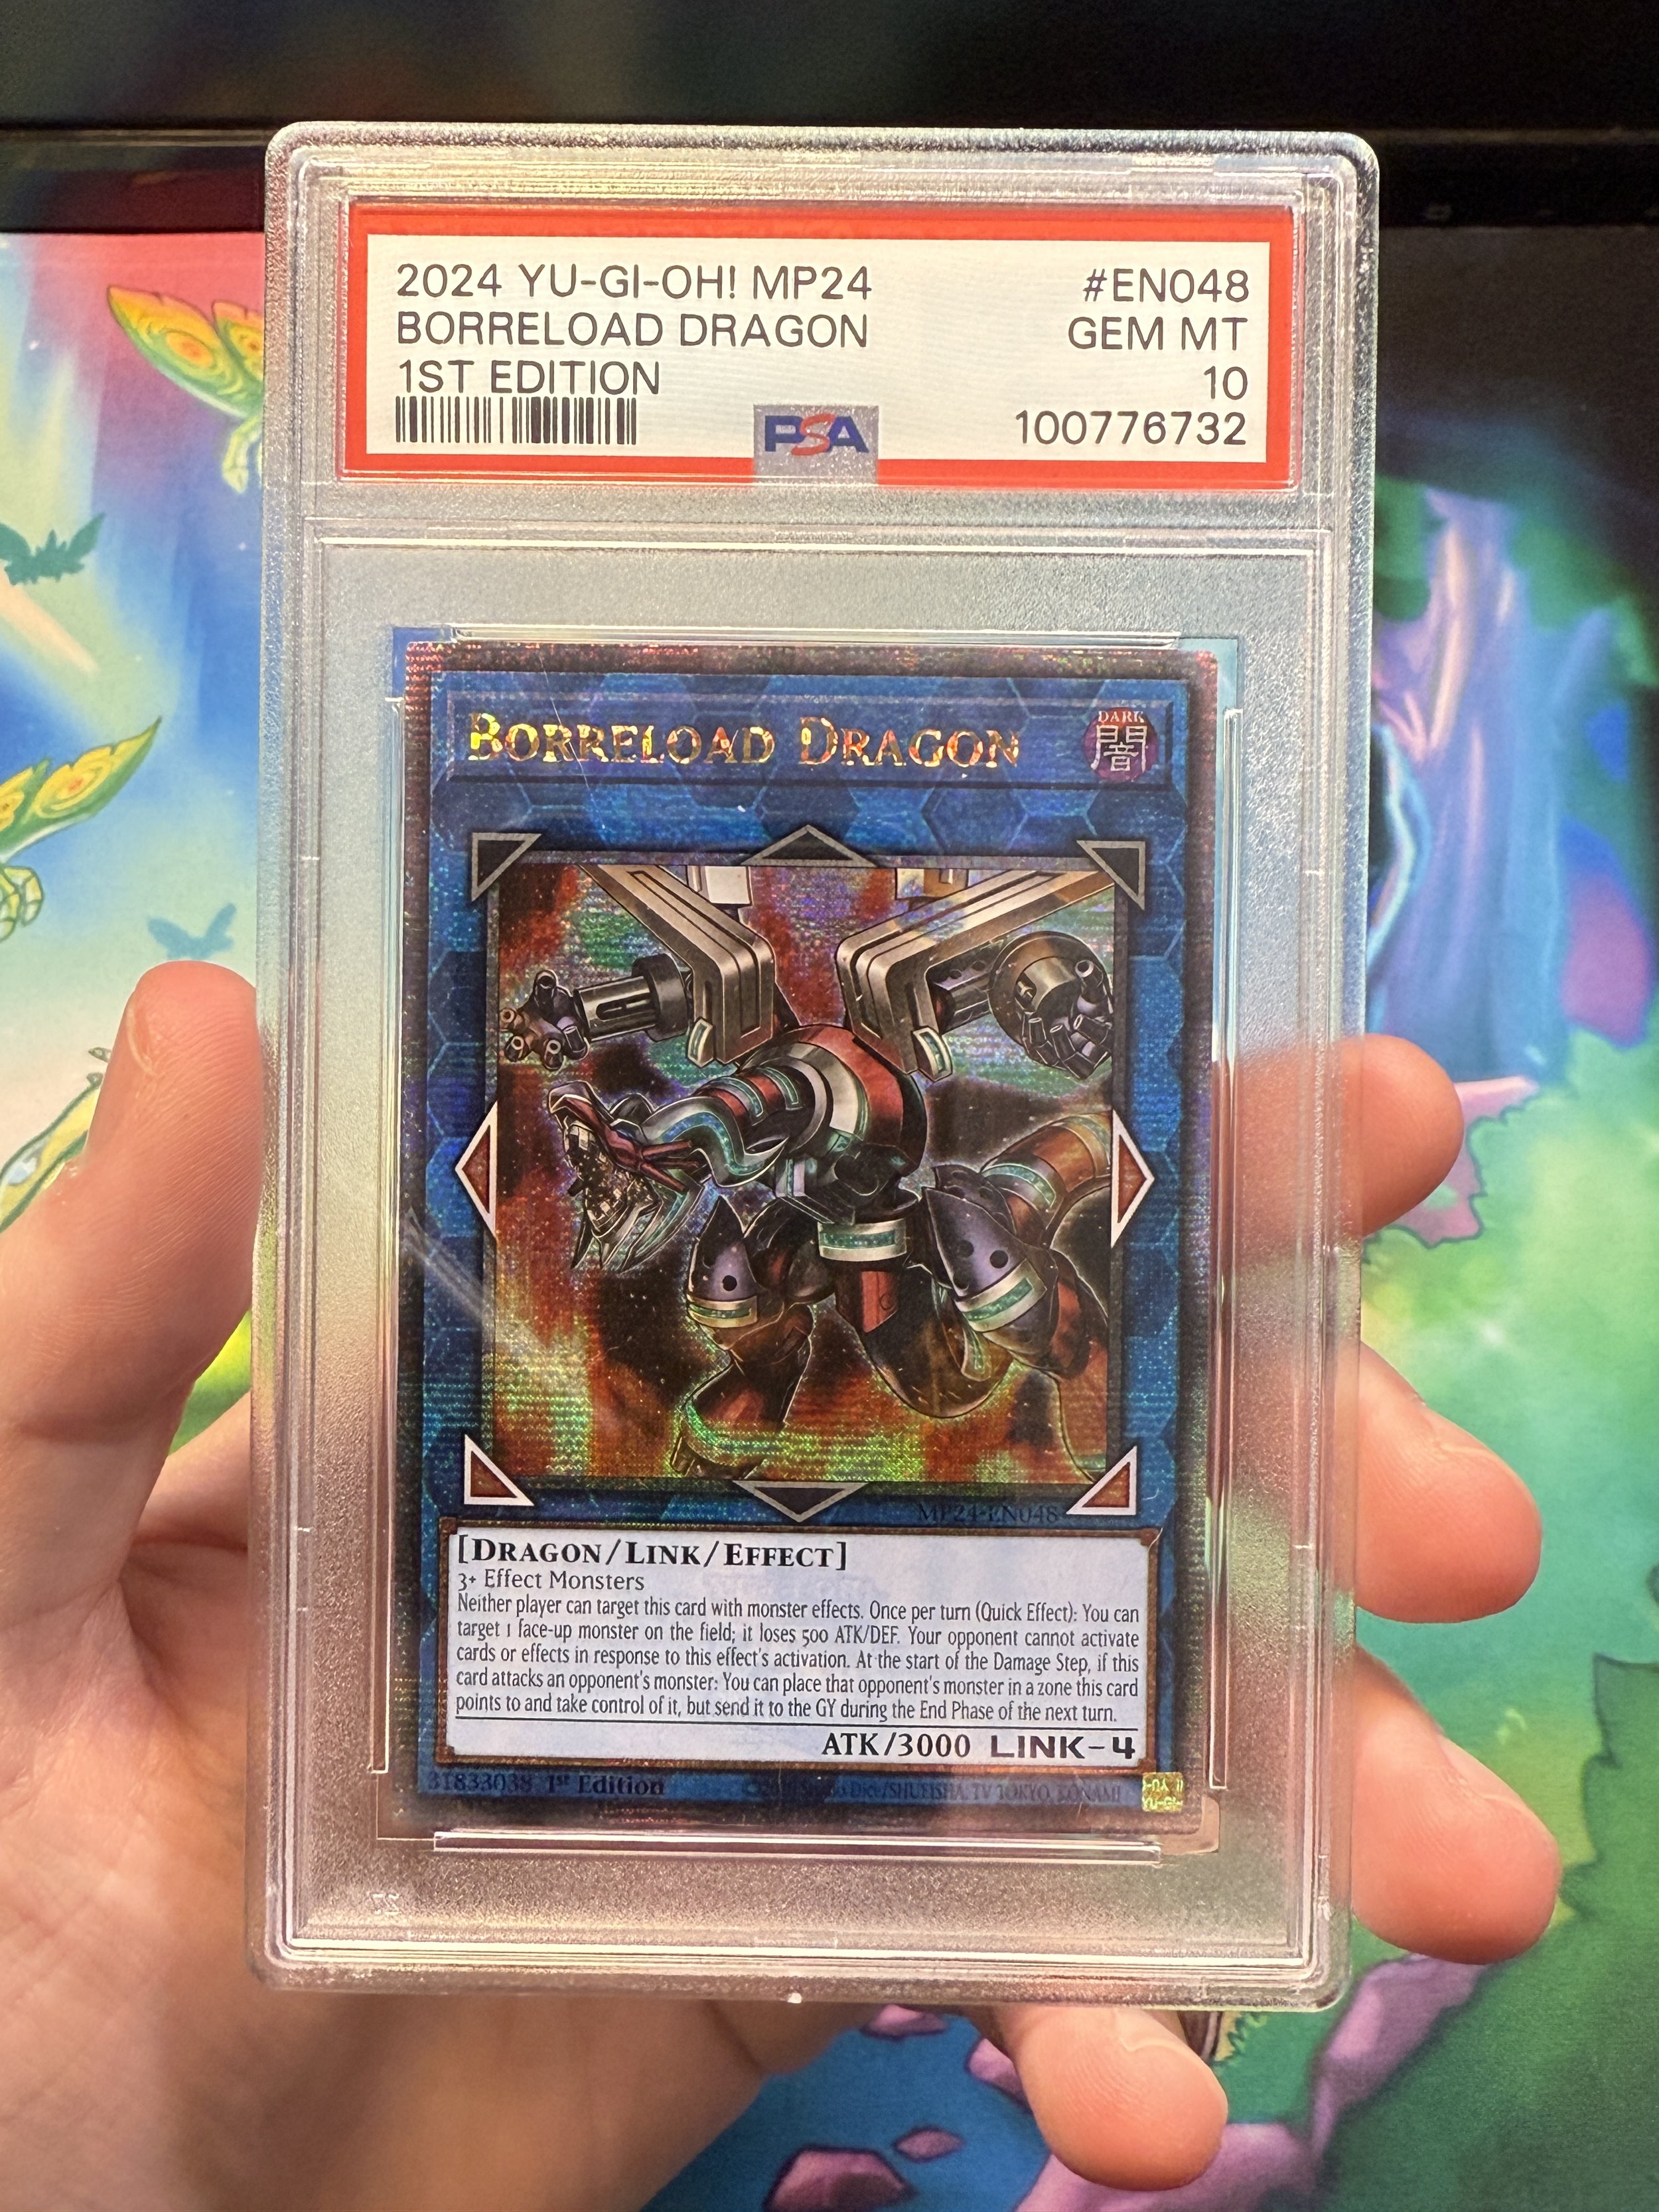 2024 YU-GI-OH! MP24 #EN048
BORRELOAD DRAGON GEM MT
1ST EDITION 10
PSA 100776732
BORRELOAD DRAGON
DARK
闇
MP24-EN048
[DRAGON/LINK/EFFECT]
3+ Effect Monsters
Neither player can target this card with monster effects. Once per turn (Quick Effect): You can
target 1 face-up monster on the field; it loses 500 ATK/DEF. Your opponent cannot activate
cards or effects in response to this effect's activation. At the start of the Damage Step, if this
card attacks an opponent's monster: You can place that opponent's monster in a zone this card
points to and take control of it, but send it to the GY during the End Phase of the next turn.
ATK/3000 LINK-4
31833038 1st Edition Dice/SHUEISHA, TV TOKYO, KONAMI